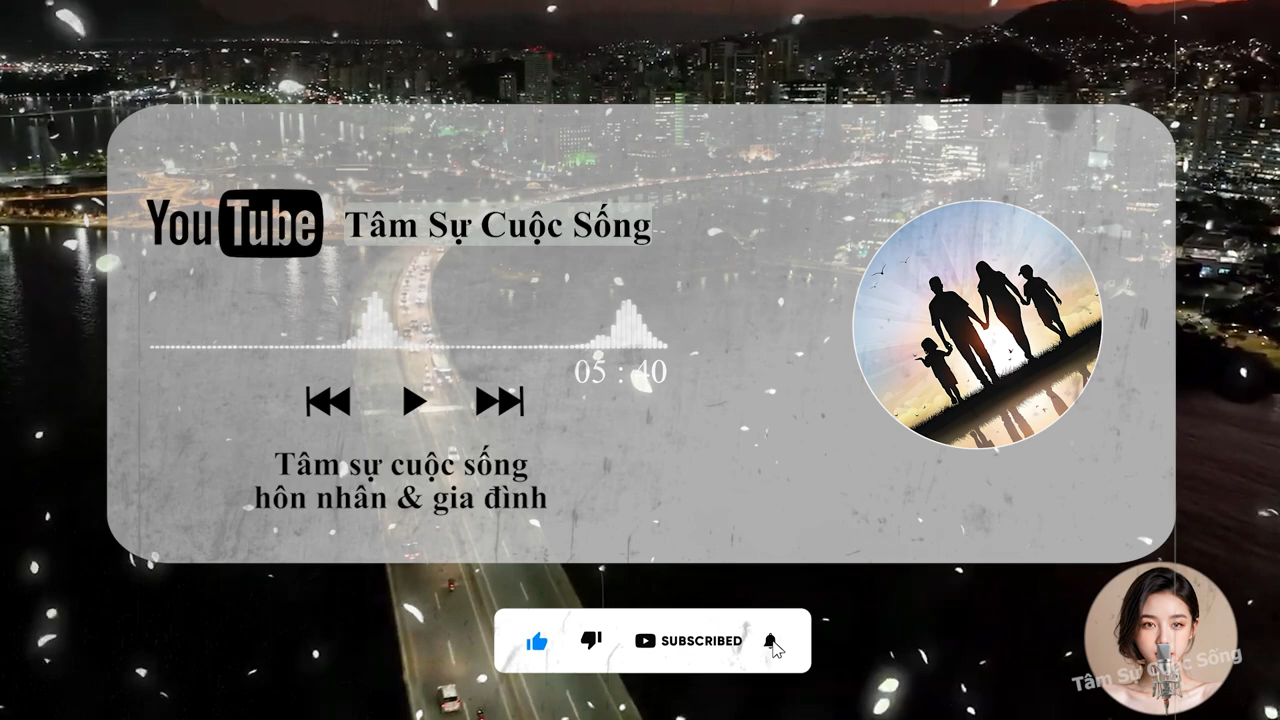 YouTube Tâm Sự Cuộc Sống
05 : 40
Tâm sự cuộc sống
hôn nhân & gia đình
SUBSCRIBED
Tâm Sự Cuộc Sống